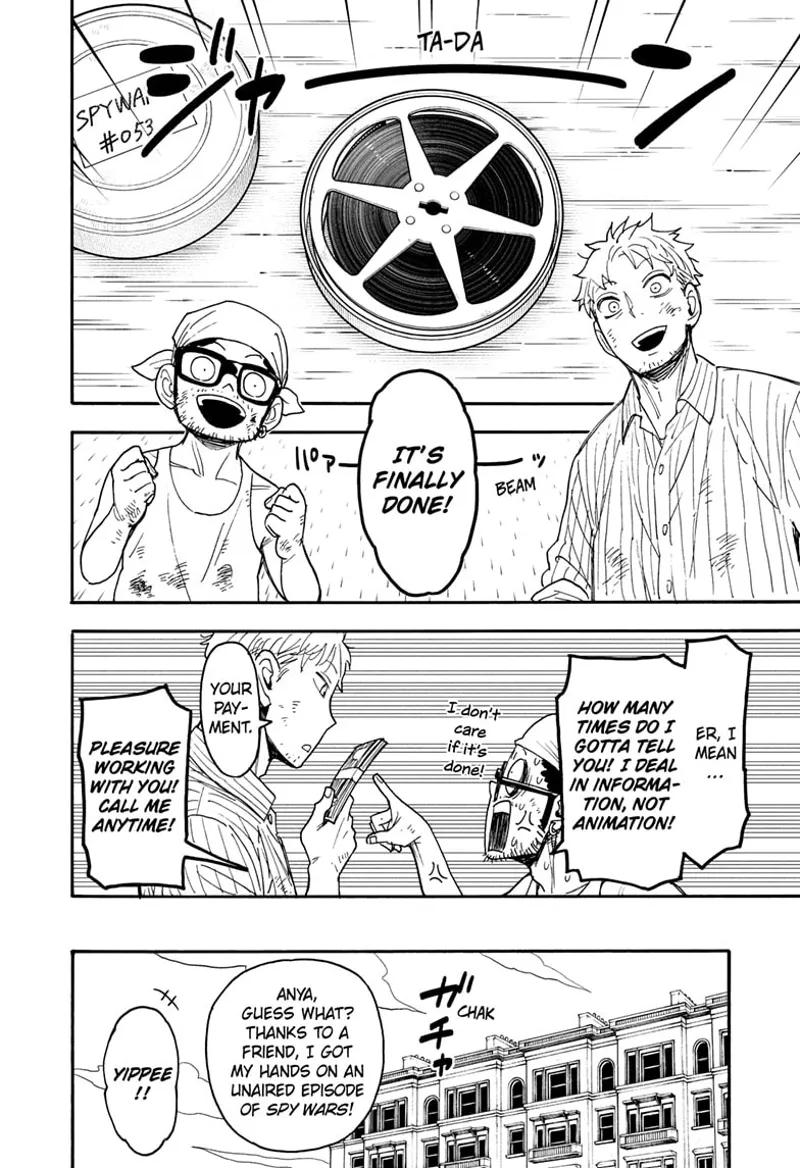 TA-DA
ジャーン
SPYWAR
#053
IT'S
FINALLY
DONE!
パァ
ッ
BEAM
ER, I
MEAN
...
HOW MANY
TIMES DO I
GOTTA TELL
YOU! I DEAL
IN INFORMA-
TION, NOT
ANIMATION!
I don't
care
if it's
done!
YOUR
PAY-
MENT.
PLEASURE
WORKING
WITH YOU!
CALL ME
ANYTIME!
ガチャ
CHAK
ANYA,
GUESS WHAT?
THANKS TO A
FRIEND, I GOT
MY HANDS ON AN
UNAIRED EPISODE
OF SPY WARS!
YIPPEE
!!